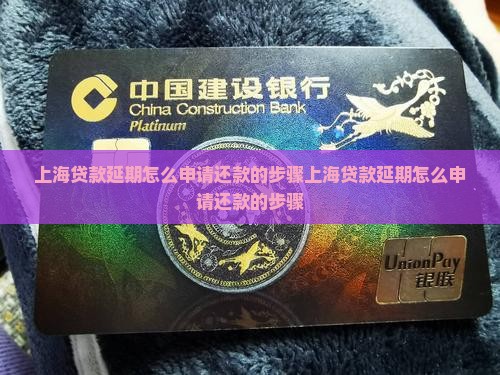 中国建设银行
China Construction Bank
Platinum
上海贷款延期怎么申请还款的步骤上海贷款延期怎么申
请还款的步骤
UnionPay
银联